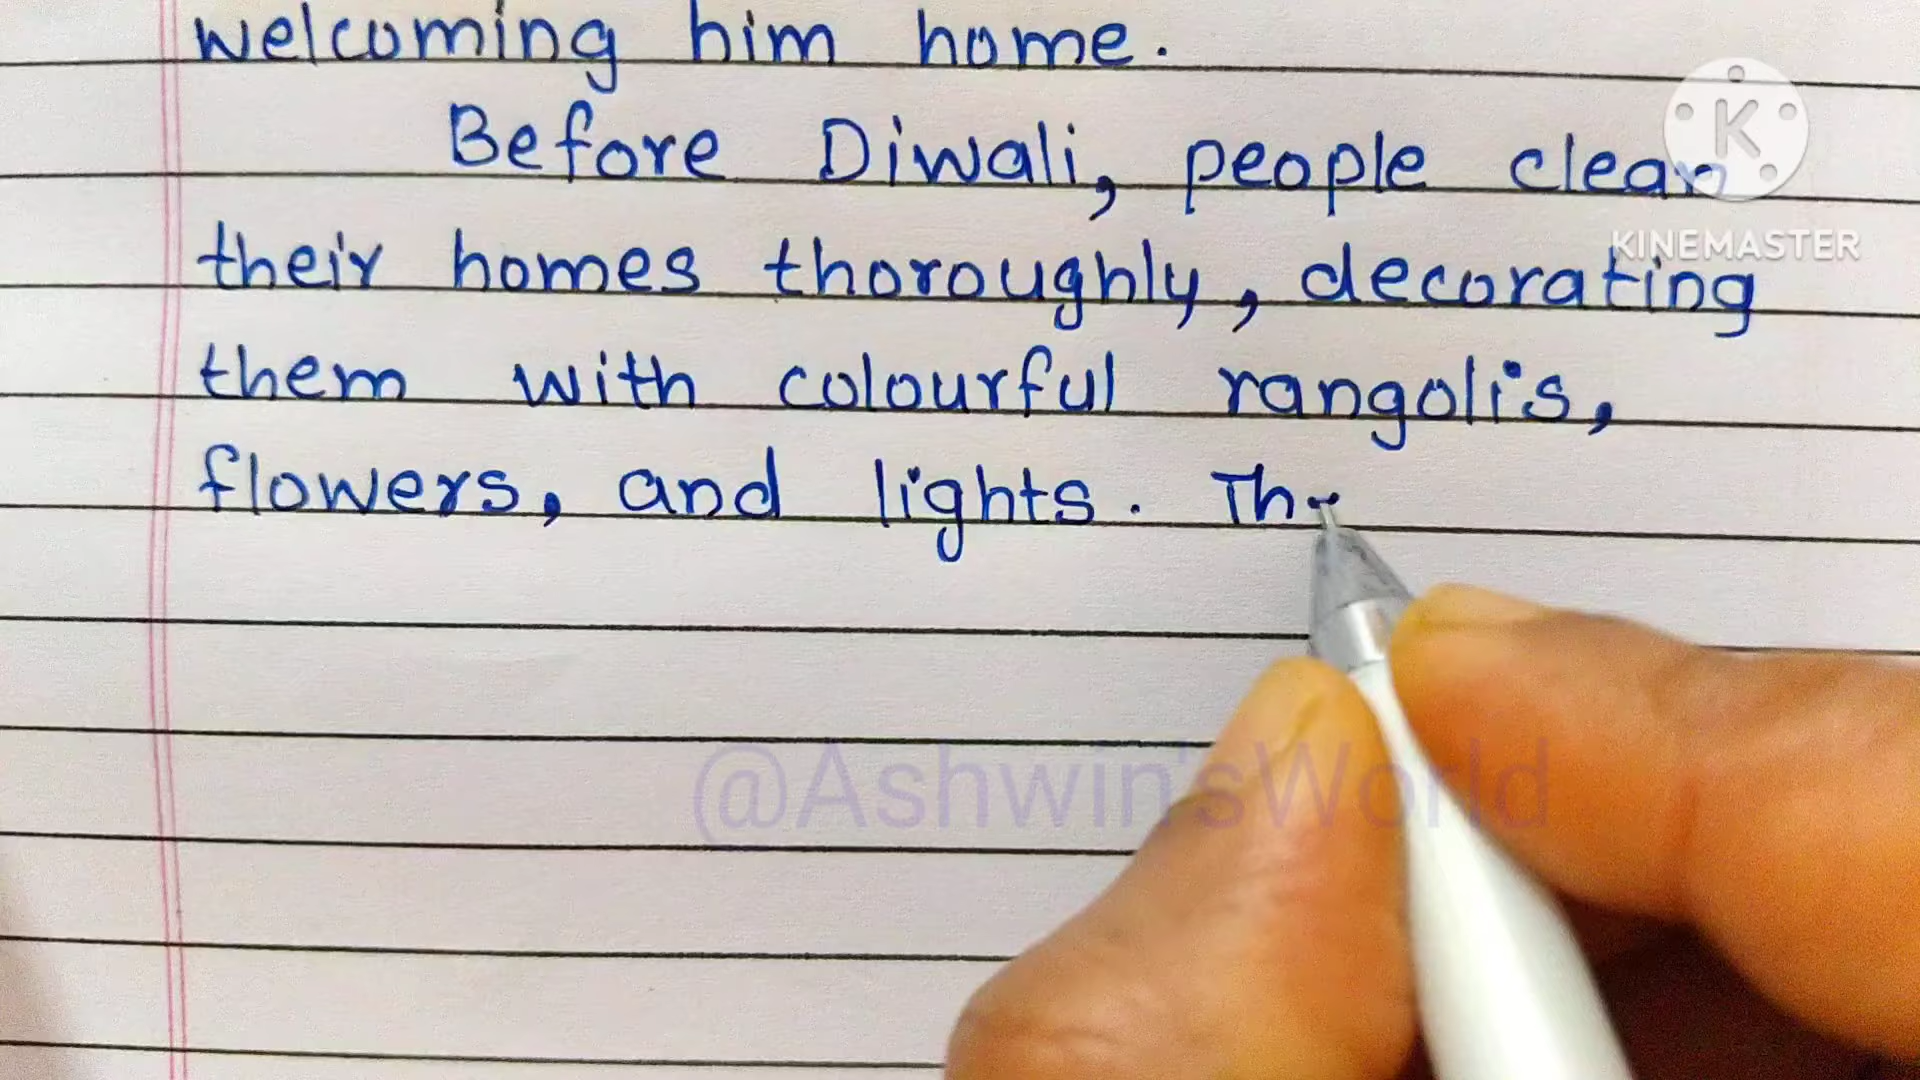 welcoming him home.
Before Diwali, people clean
KINEMASTER
their homes thoroughly, decorating
them with colourful rangolis,
flowers, and lights. Th
@Ashwin'sWorld